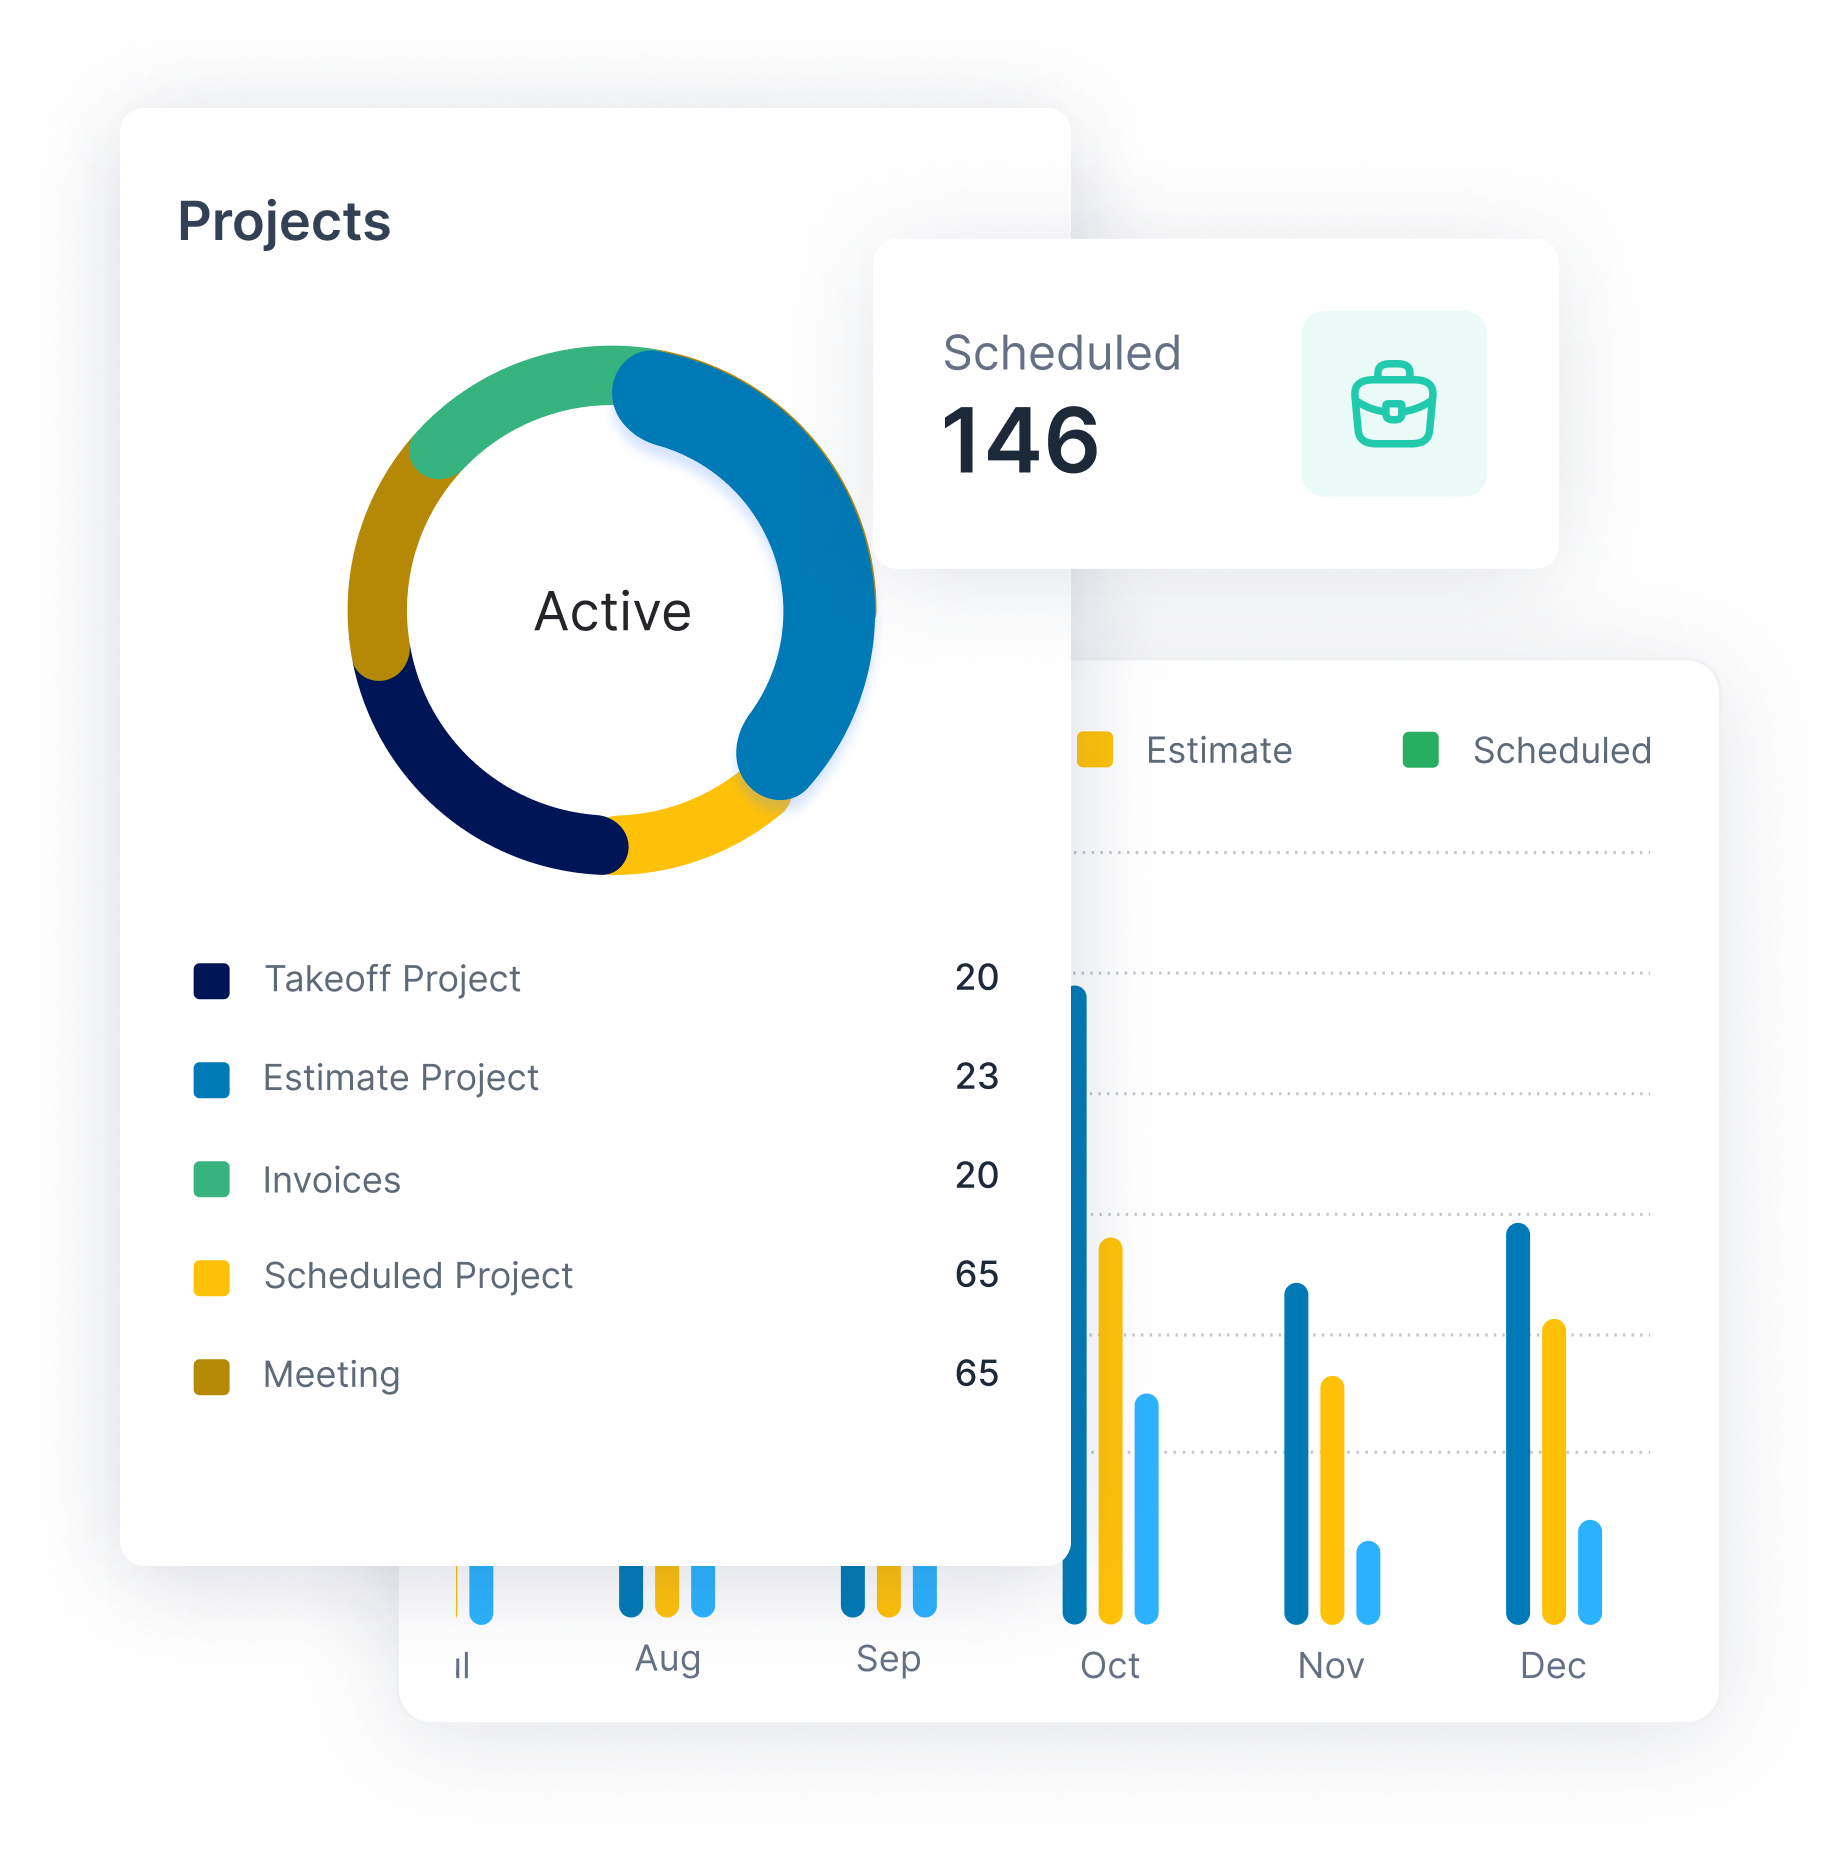 Projects
Active
Takeoff Project 20
Estimate Project 23
Invoices 20
Scheduled Project 65
Meeting 65
Scheduled
146
Estimate Scheduled
Aug Sep Oct Nov Dec